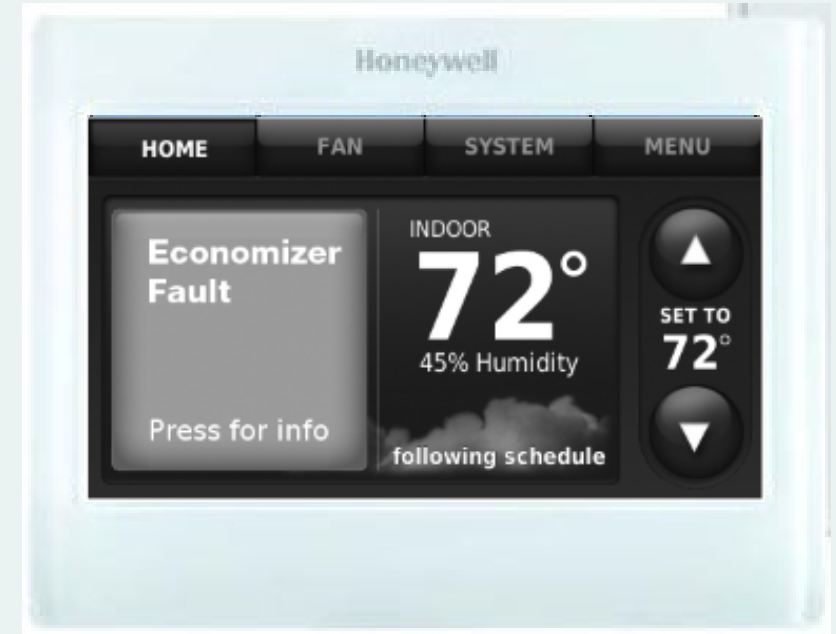 Honeywell
HOME
FAN
SYSTEM
MENU
Economizer
Fault
Press for info
INDOOR
72°
45% Humidity
following schedule
SET TO
72°